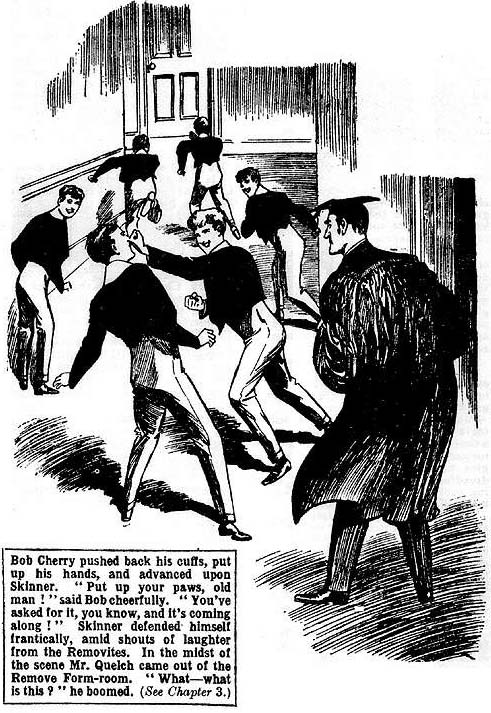 Bob Cherry pushed back his cuffs, put
up his hands, and advanced upon
Skinner. "Put up your paws, old
man!" said Bob cheerfully. "You've
asked for it, you know, and it's coming
along!" Skinner defended himself
frantically, amid shouts of laughter
from the Removites. In the midst of
the scene Mr. Quelch came out of the
Remove Form-room. "What—what
is this?" he boomed. (See Chapter 3.)